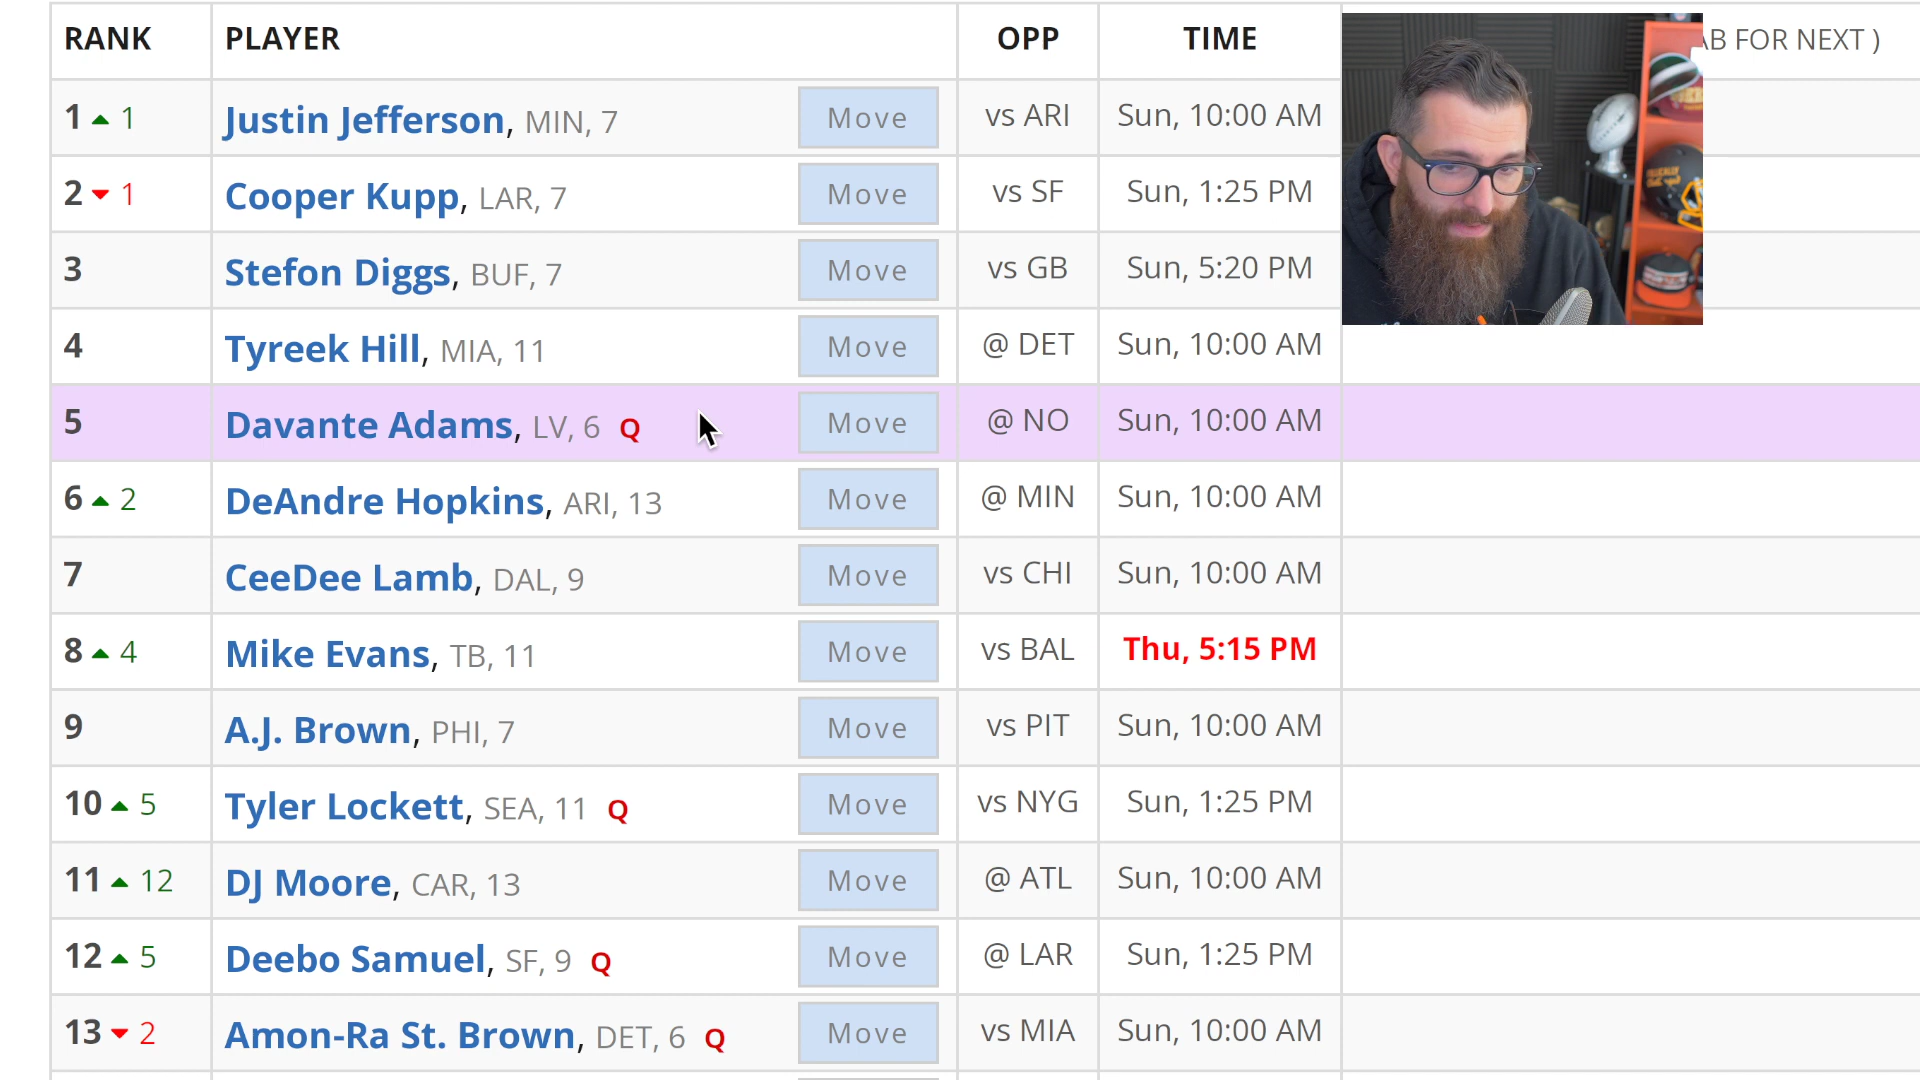 RANK PLAYER OPP TIME AB FOR NEXT )
1 ▲ 1 Justin Jefferson, MIN, 7 Move vs ARI Sun, 10:00 AM
2 ▼ 1 Cooper Kupp, LAR, 7 Move vs SF Sun, 1:25 PM
3 Stefon Diggs, BUF, 7 Move vs GB Sun, 5:20 PM
4 Tyreek Hill, MIA, 11 Move @ DET Sun, 10:00 AM
5 Davante Adams, LV, 6 Q Move @ NO Sun, 10:00 AM
6 ▲ 2 DeAndre Hopkins, ARI, 13 Move @ MIN Sun, 10:00 AM
7 CeeDee Lamb, DAL, 9 Move vs CHI Sun, 10:00 AM
8 ▲ 4 Mike Evans, TB, 11 Move vs BAL Thu, 5:15 PM
9 A.J. Brown, PHI, 7 Move vs PIT Sun, 10:00 AM
10 ▲ 5 Tyler Lockett, SEA, 11 Q Move vs NYG Sun, 1:25 PM
11 ▲ 12 DJ Moore, CAR, 13 Move @ ATL Sun, 10:00 AM
12 ▲ 5 Deebo Samuel, SF, 9 Q Move @ LAR Sun, 1:25 PM
13 ▼ 2 Amon-Ra St. Brown, DET, 6 Q Move vs MIA Sun, 10:00 AM